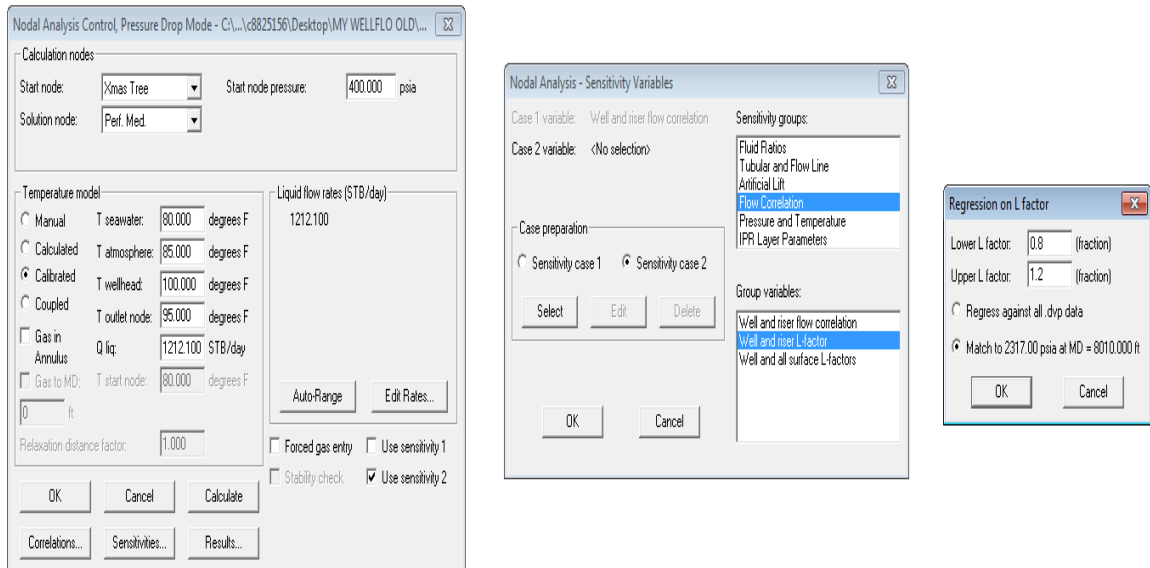 Nodal Analysis Control, Pressure Drop Mode - C:\...\c8825156\Desktop\MY WELLFLO OLD\...
Calculation nodes
Start node: Xmas Tree Start node pressure: 400.000 psia
Solution node: Perf. Med.
Temperature model
Manual T seawater: 80.000 degrees F
Calculated T atmosphere: 85.000 degrees F
Calibrated T wellhead: 100.000 degrees F
Coupled T outlet node: 95.000 degrees F
Gas in Annulus Q liq: 1212.100 STB/day
Gas to MD: T start node: 80.000 degrees F
0 ft
Relaxation distance factor: 1.000
Liquid flow rates (STB/day)
1212.100
Auto-Range Edit Rates...
Forced gas entry Use sensitivity 1
Stability check Use sensitivity 2
OK Cancel Calculate
Correlations... Sensitivities... Results...
Nodal Analysis - Sensitivity Variables
Case 1 variable: Well and riser flow correlation
Case 2 variable: <No selection>
Case preparation
Sensitivity case 1 Sensitivity case 2
Select Edit Delete
OK Cancel
Sensitivity groups:
Fluid Ratios
Tubular and Flow Line
Artificial Lift
Flow Correlation
Pressure and Temperature
IPR Layer Parameters
Group variables:
Well and riser flow correlation
Well and riser L-factor
Well and all surface L-factors
Regression on L factor
Lower L factor: 0.8 (fraction)
Upper L factor: 1.2 (fraction)
Regress against all .dvp data
Match to 2317.00 psia at MD = 8010.000 ft
OK Cancel